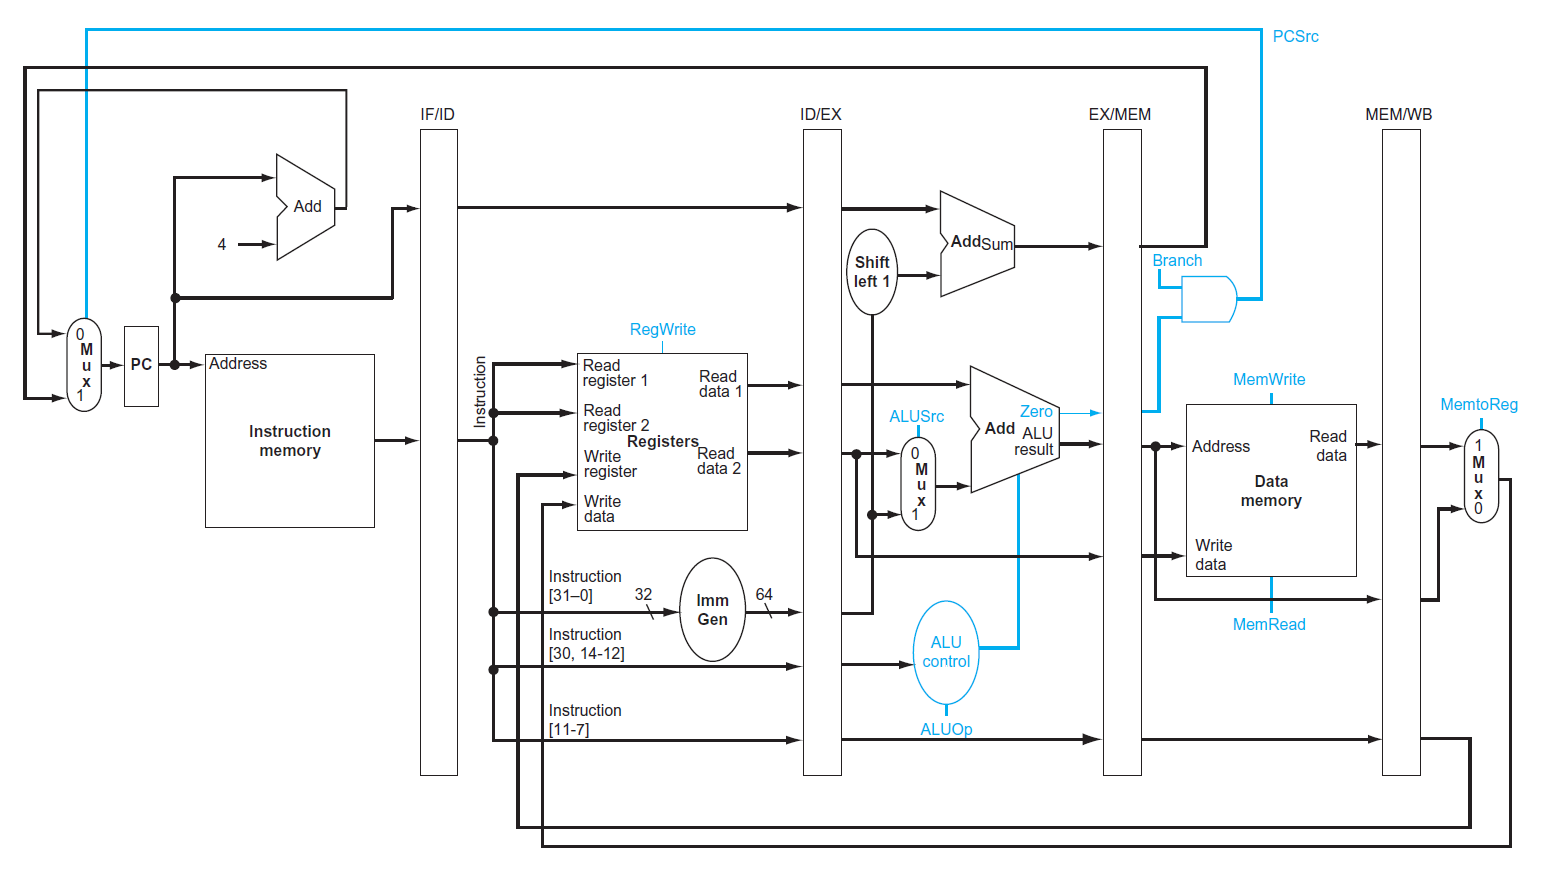 PCSrc
IF/ID
ID/EX
EX/MEM
MEM/WB
Add
4
Add Sum
Shift
left 1
Branch
0
M
u
x
1
PC
Address
Instruction
memory
RegWrite
Instruction
Read
register 1
Read
data 1
Read
register 2
Registers
Read
data 2
Write
register
Write
data
ALUSrc
0
M
u
x
1
Zero
Add
ALU
result
MemWrite
Address
Read
data
Data
memory
Write
data
MemRead
MemtoReg
1
M
u
x
0
Instruction
[31–0]
32
Imm
Gen
64
Instruction
[30, 14-12]
ALU
control
Instruction
[11-7]
ALUOp